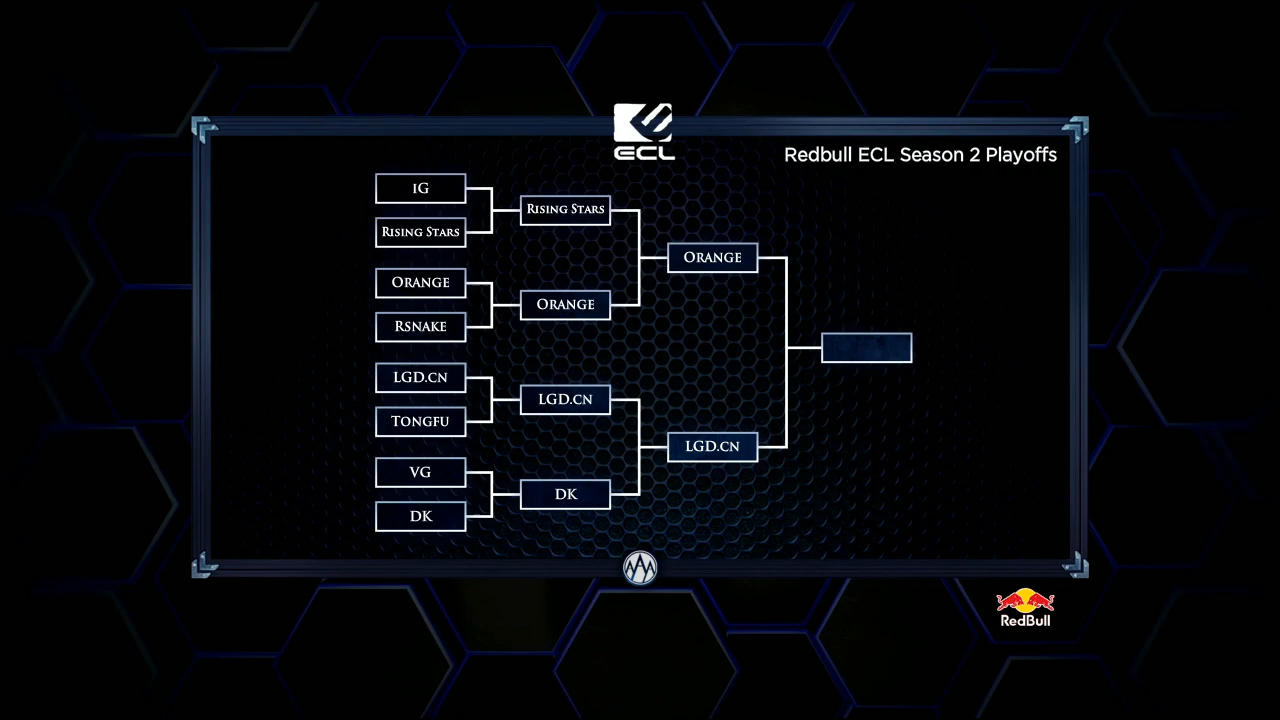 ECL
Redbull ECL Season 2 Playoffs
IG
Rising Stars
Rising Stars
Orange
Orange
Orange
Rsnake
LGD.CN
LGD.CN
Tongfu
LGD.CN
VG
DK
DK
RedBull